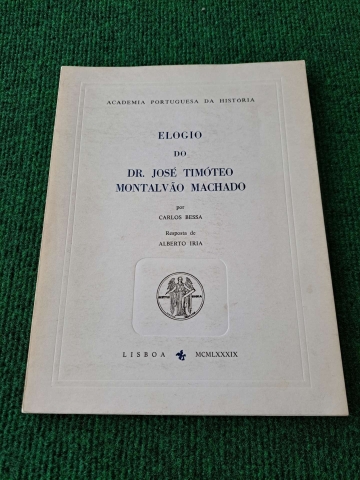 ACADEMIA PORTUGUESA DA HISTÓRIA
ELOGIO
DO
DR. JOSÉ TIMÓTEO
MONTALVÃO MACHADO
por
CARLOS BESSA
Resposta de
ALBERTO IRIA
LISBOA MCMLXXXIX